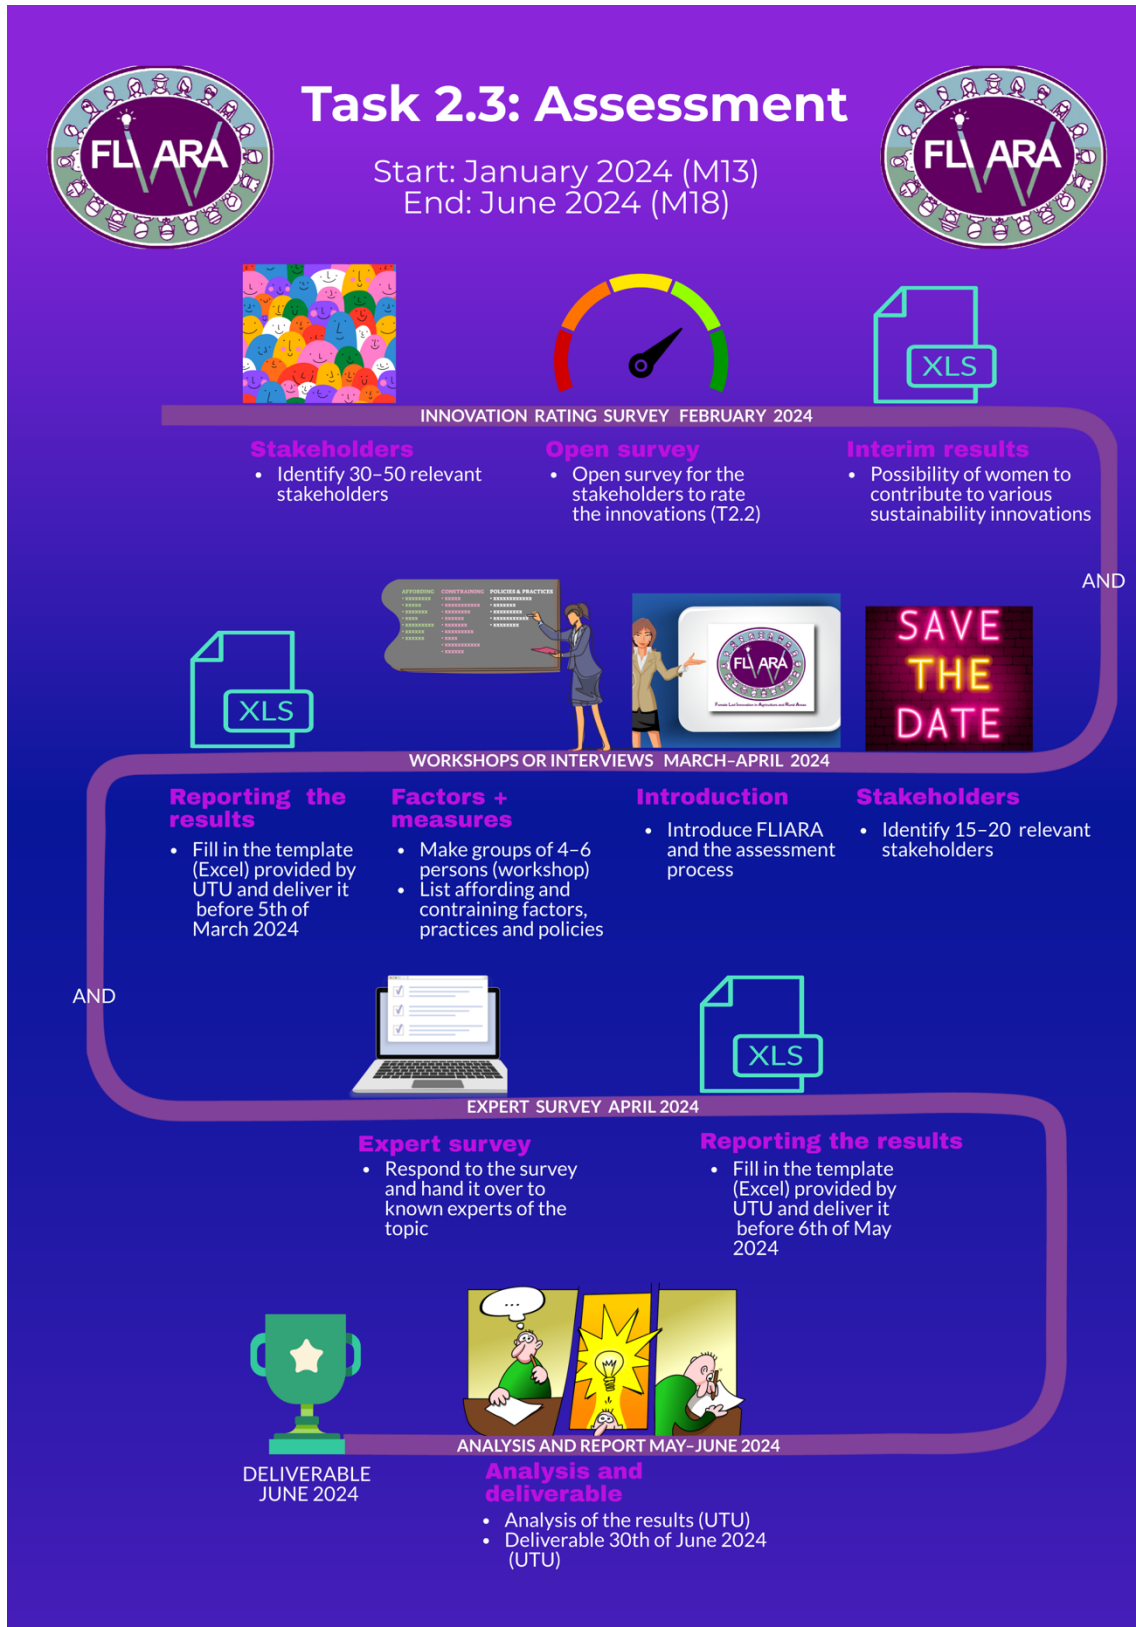 Task 2.3: Assessment
Start: January 2024 (M13)
End: June 2024 (M18)
FLIARA
FLIARA
XLS
INNOVATION RATING SURVEY FEBRUARY 2024
Stakeholders
• Identify 30–50 relevant
stakeholders
Open survey
• Open survey for the
stakeholders to rate
the innovations (T2.2)
Interim results
• Possibility of women to
contribute to various
sustainability innovations
AND
SAVE
THE
DATE
FLIARA
Female Led Innovation in Agriculture and Rural Areas
AFFORDING CONSTRAINING POLICIES & PRACTICES
XLS
WORKSHOPS OR INTERVIEWS MARCH–APRIL 2024
Stakeholders
• Identify 15–20 relevant
stakeholders
Introduction
• Introduce FLIARA
and the assessment
process
Factors +
measures
• Make groups of 4–6
persons (workshop)
• List affording and
contraining factors,
practices and policies
Reporting the
results
• Fill in the template
(Excel) provided by
UTU and deliver it
before 5th of
March 2024
AND
XLS
EXPERT SURVEY APRIL 2024
Expert survey
• Respond to the survey
and hand it over to
known experts of the
topic
Reporting the results
• Fill in the template
(Excel) provided by
UTU and deliver it
before 6th of May
2024
...
ANALYSIS AND REPORT MAY–JUNE 2024
Analysis and
deliverable
• Analysis of the results (UTU)
• Deliverable 30th of June 2024
(UTU)
DELIVERABLE
JUNE 2024